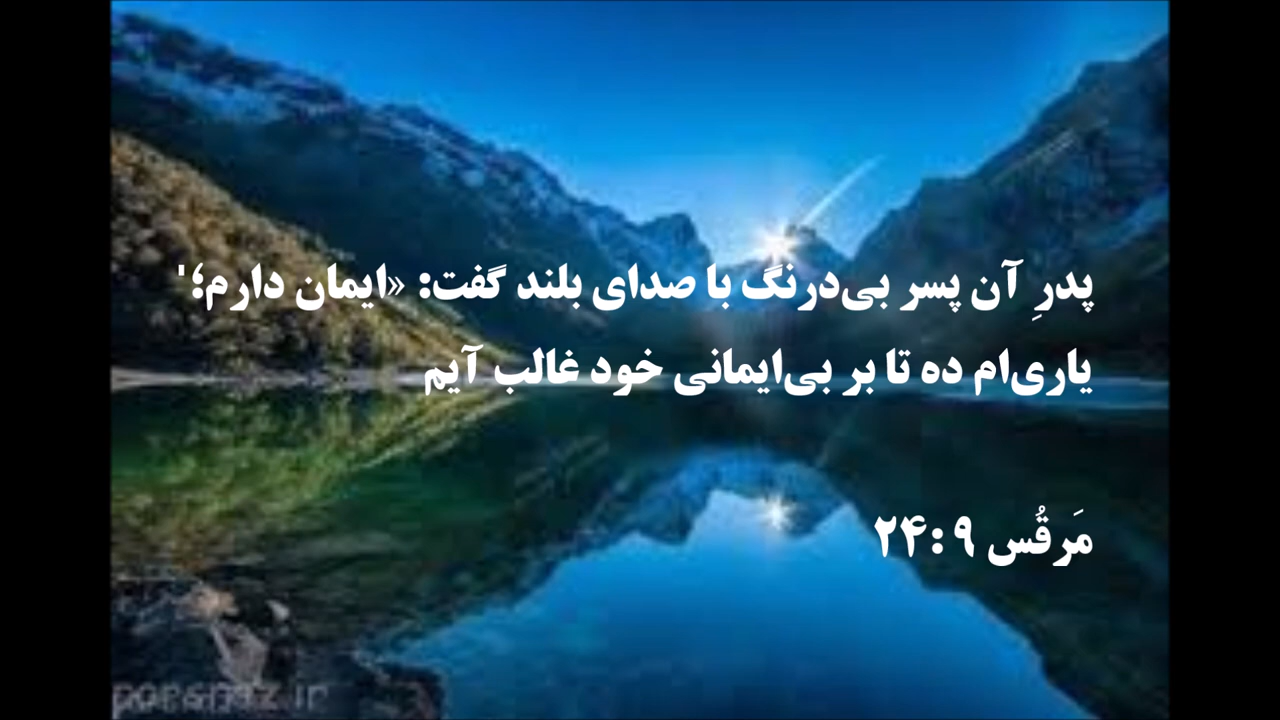 پدرِ آن پسر بی‌درنگ با صدای بلند گفت: «ایمان دارم؛'
یاری‌ام ده تا بر بی‌ایمانی خود غالب آیم
مَرقُس ۹:۲۴